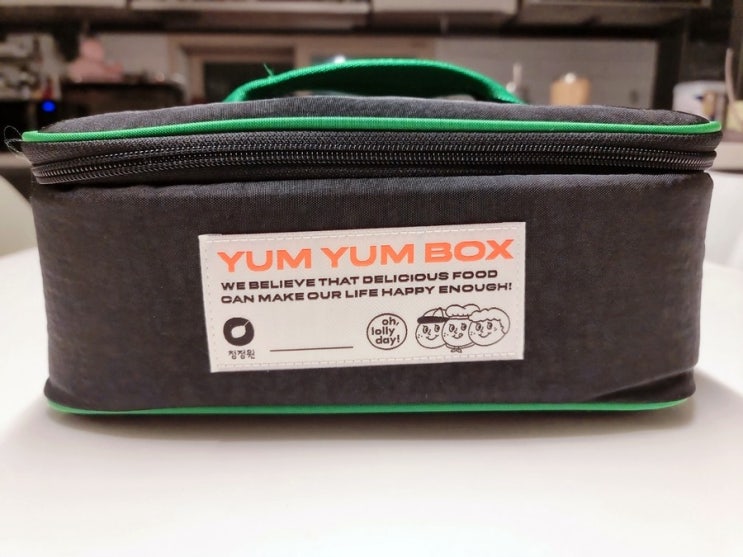 YUM YUM BOX
WE BELIEVE THAT DELICIOUS FOOD
CAN MAKE OUR LIFE HAPPY ENOUGH!
청정원
oh,
lolly
day!